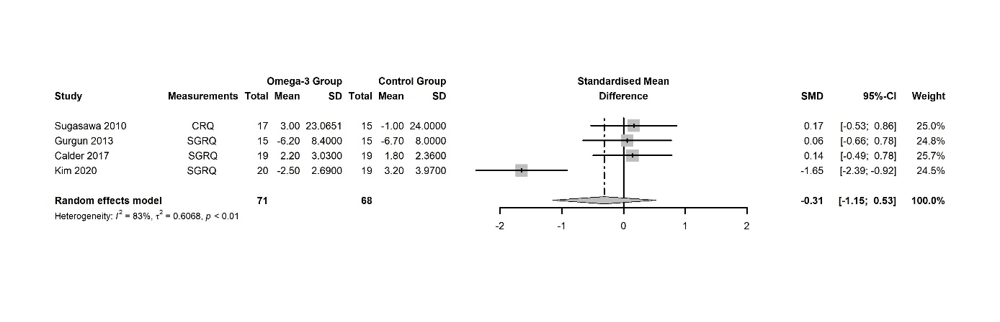 Omega-3 Group Control Group Standardised Mean
Study Measurements Total Mean SD Total Mean SD Difference SMD 95%-CI Weight
Sugasawa 2010 CRQ 17 3.00 23.0651 15 -1.00 24.0000 0.17 [-0.53; 0.86] 25.0%
Gurgun 2013 SGRQ 15 -6.20 8.4000 15 -6.70 8.0000 0.06 [-0.66; 0.78] 24.8%
Calder 2017 SGRQ 19 2.20 3.0300 19 1.80 2.3600 0.14 [-0.49; 0.78] 25.7%
Kim 2020 SGRQ 20 -2.50 2.6900 19 3.20 3.9700 -1.65 [-2.39; -0.92] 24.5%
Random effects model 71 68 -0.31 [-1.15; 0.53] 100.0%
Heterogeneity: I² = 83%, τ² = 0.6068, p < 0.01
-2 -1 0 1 2